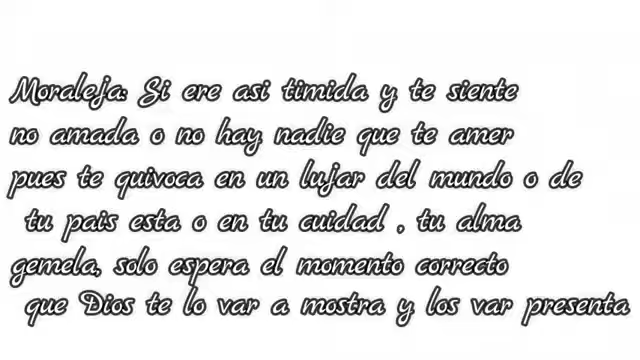 Moraleja: Si ere asi timida y te siente
no amada o no hay nadie que te amer
pues te quivoca en un lujar del mundo o de
tu pais esta o en tu cuidad , tu alma
gemela, solo espera el momento correcto
que Dios te lo var a mostra y los var presenta